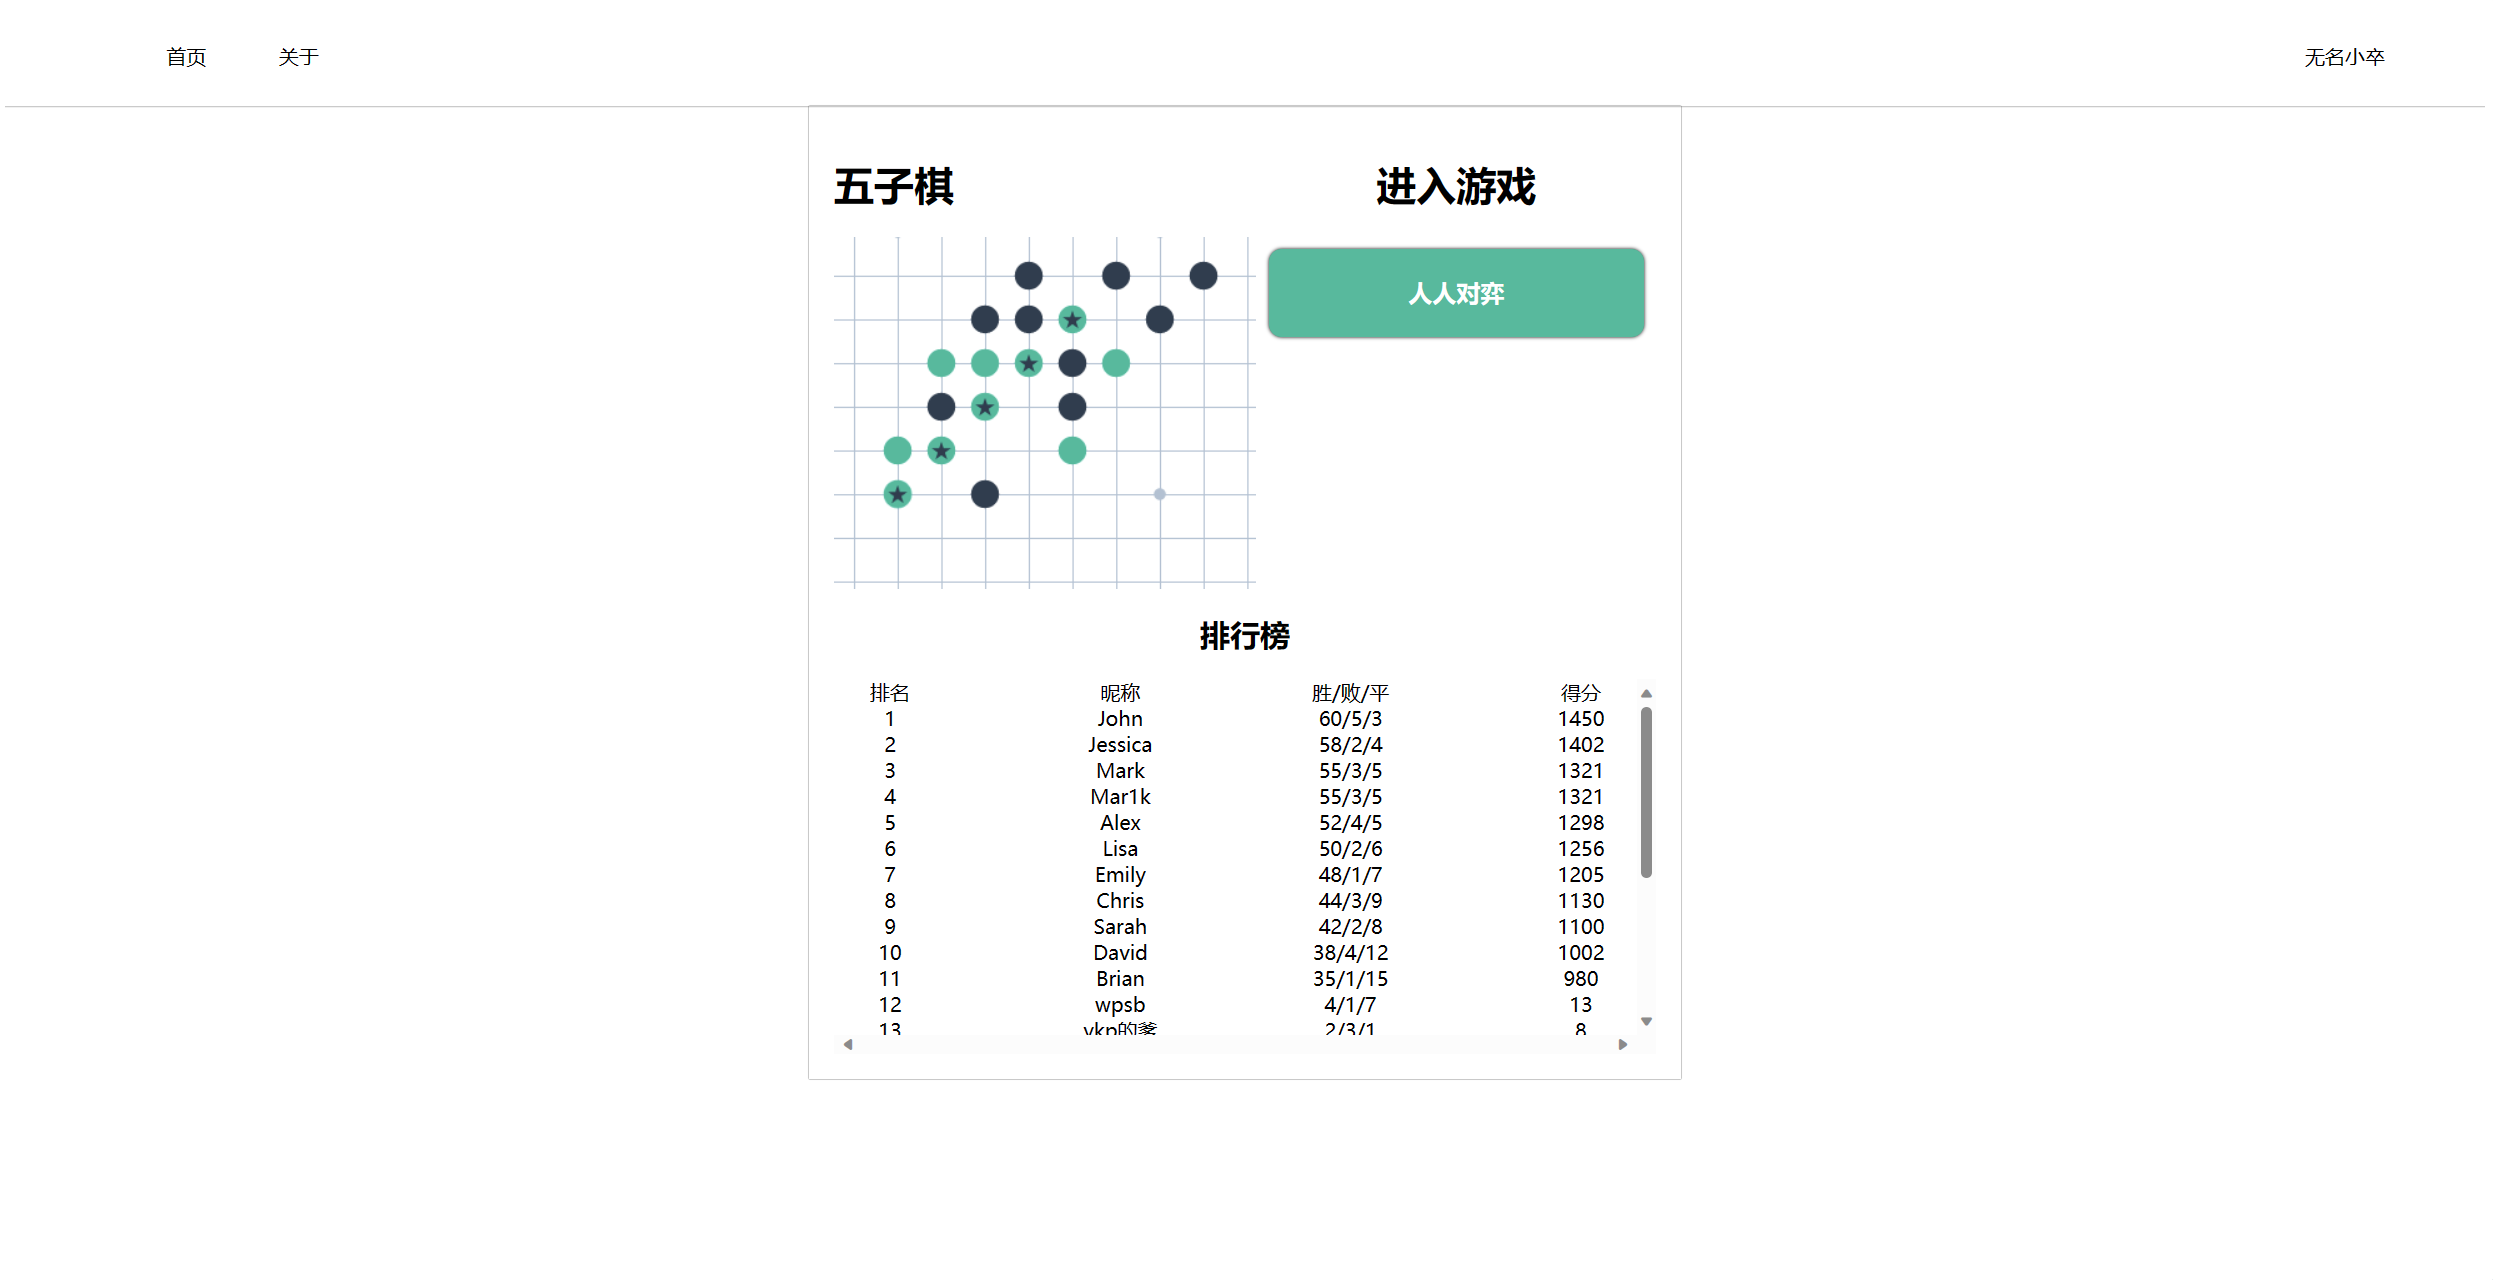 首页 关于 无名小卒
五子棋 进入游戏
人人对弈
排行榜
排名 昵称 胜/败/平 得分
1 John 60/5/3 1450
2 Jessica 58/2/4 1402
3 Mark 55/3/5 1321
4 Mar1k 55/3/5 1321
5 Alex 52/4/5 1298
6 Lisa 50/2/6 1256
7 Emily 48/1/7 1205
8 Chris 44/3/9 1130
9 Sarah 42/2/8 1100
10 David 38/4/12 1002
11 Brian 35/1/15 980
12 wpsb 4/1/7 13
13 2/3/1 8